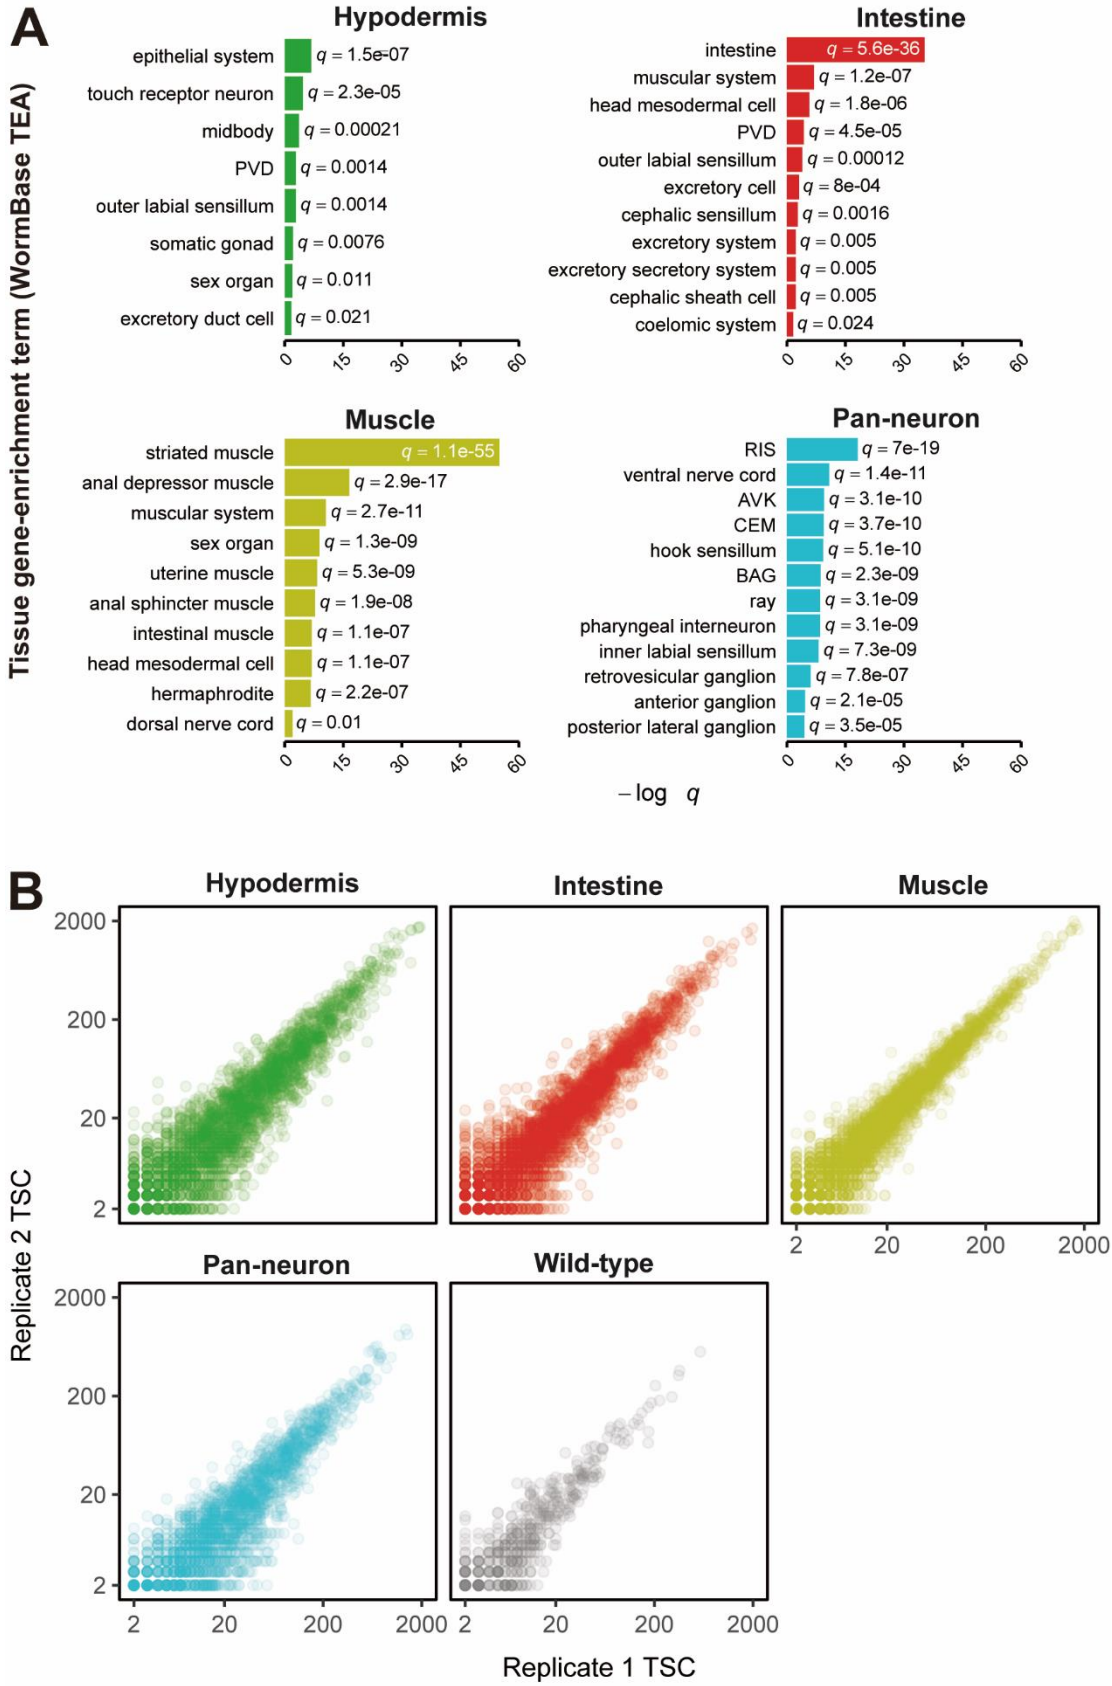 A
Tissue gene-enrichment term (WormBase TEA)
Hypodermis
epithelial system q = 1.5e-07
touch receptor neuron q = 2.3e-05
midbody q = 0.00021
PVD q = 0.0014
outer labial sensillum q = 0.0014
somatic gonad q = 0.0076
sex organ q = 0.011
excretory duct cell q = 0.021
0 15 30 45 60
Intestine
intestine q = 5.6e-36
muscular system q = 1.2e-07
head mesodermal cell q = 1.8e-06
PVD q = 4.5e-05
outer labial sensillum q = 0.00012
excretory cell q = 8e-04
cephalic sensillum q = 0.0016
excretory system q = 0.005
excretory secretory system q = 0.005
cephalic sheath cell q = 0.005
coelomic system q = 0.024
0 15 30 45 60
Muscle
striated muscle q = 1.1e-55
anal depressor muscle q = 2.9e-17
muscular system q = 2.7e-11
sex organ q = 1.3e-09
uterine muscle q = 5.3e-09
anal sphincter muscle q = 1.9e-08
intestinal muscle q = 1.1e-07
head mesodermal cell q = 1.1e-07
hermaphrodite q = 2.2e-07
dorsal nerve cord q = 0.01
0 15 30 45 60
Pan-neuron
RIS q = 7e-19
ventral nerve cord q = 1.4e-11
AVK q = 3.1e-10
CEM q = 3.7e-10
hook sensillum q = 5.1e-10
BAG q = 2.3e-09
ray q = 3.1e-09
pharyngeal interneuron q = 3.1e-09
inner labial sensillum q = 7.3e-09
retrovesicular ganglion q = 7.8e-07
anterior ganglion q = 2.1e-05
posterior lateral ganglion q = 3.5e-05
0 15 30 45 60
– log q
B
Replicate 2 TSC
Hypodermis Intestine Muscle
2000
200
20
2
2 20 200 2000
Pan-neuron Wild-type
2000
200
20
2
2 20 200 2000 2 20 200 2000
Replicate 1 TSC